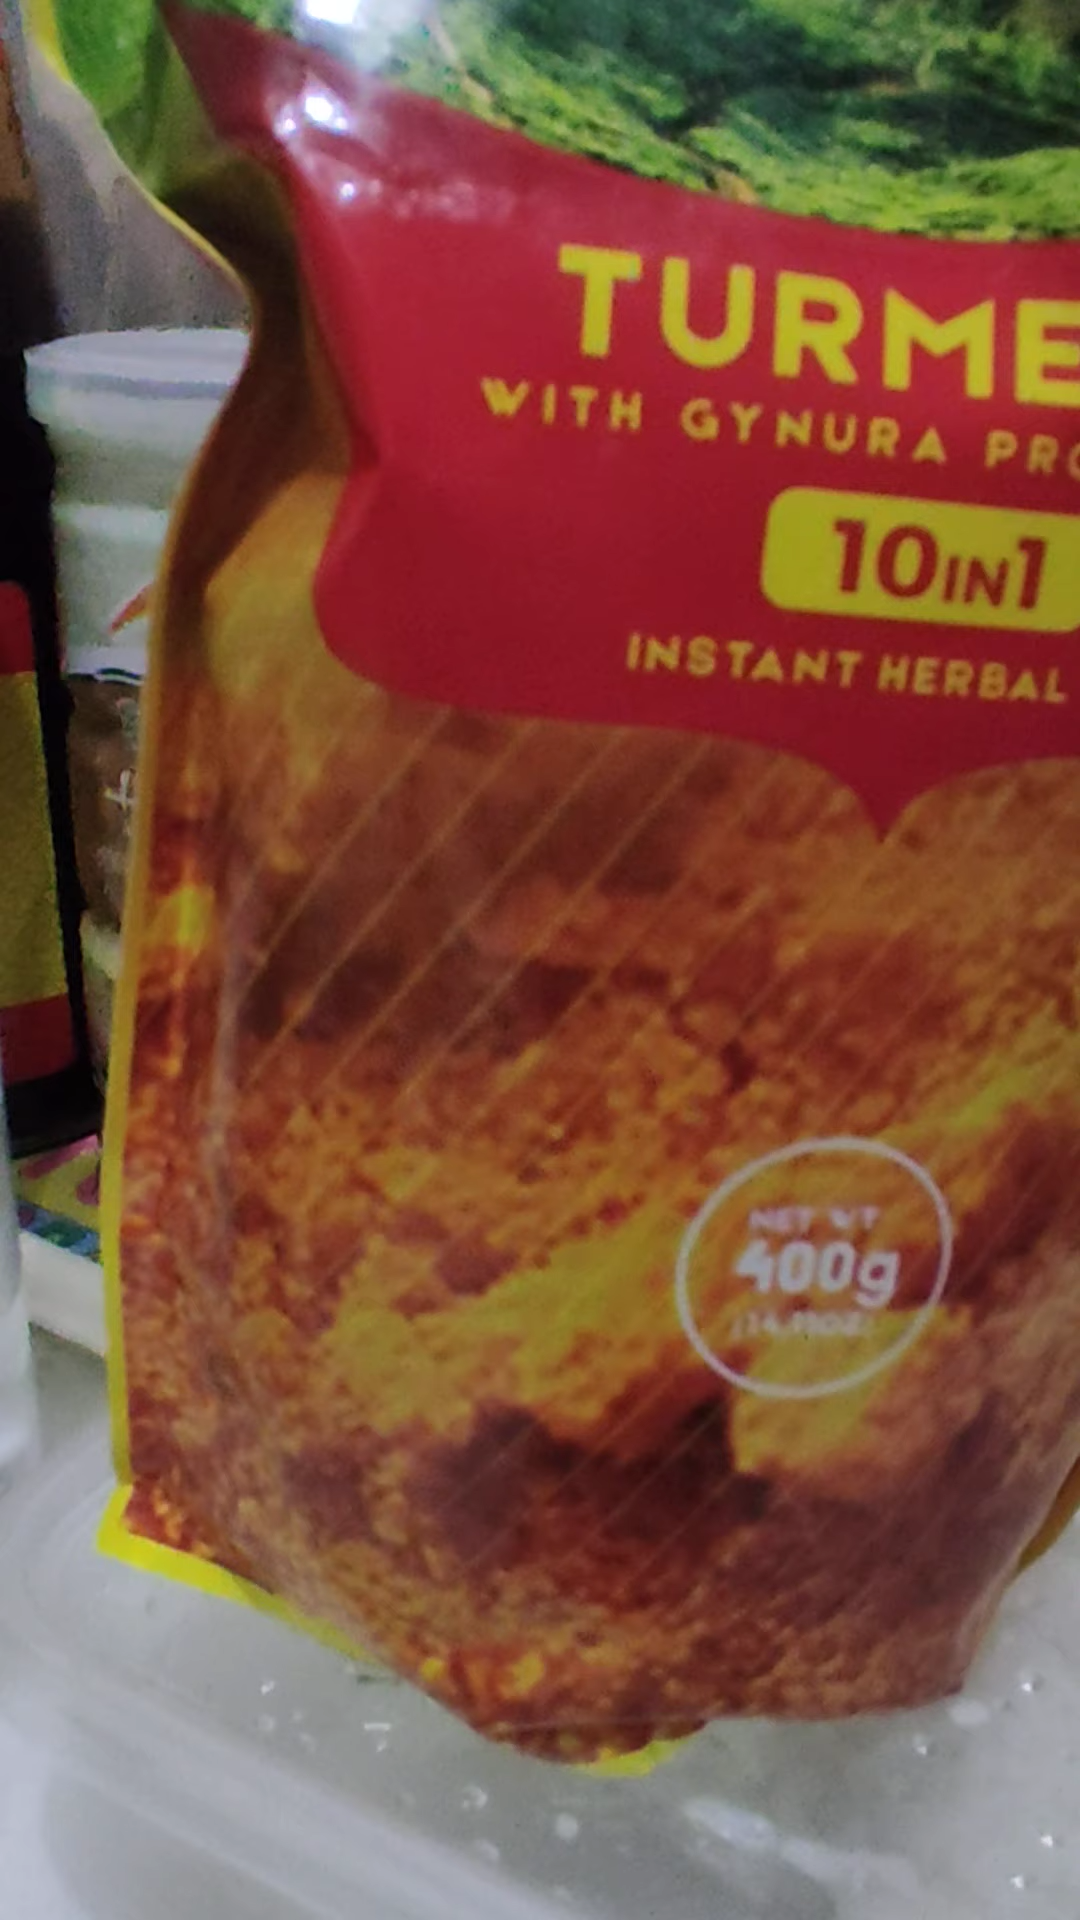 TURME
WITH GYNURA PRO
10IN1
INSTANT HERBAL
NET WT
400g